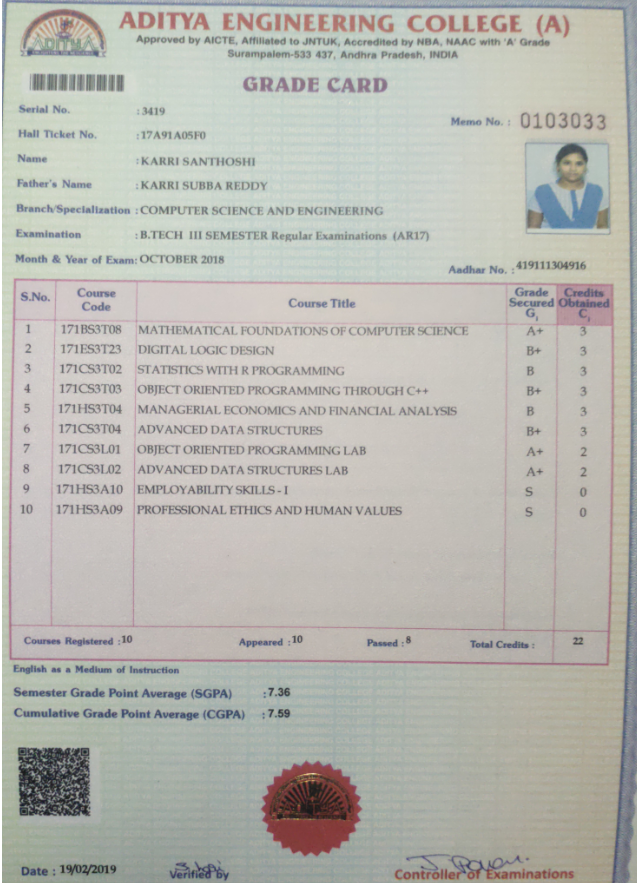 ADITYA ENGINEERING COLLEGE (A)
Approved by AICTE, Affiliated to JNTUK, Accredited by NBA, NAAC with 'A' Grade
Surampalem-533 437, Andhra Pradesh, INDIA
ADITYA
GRADE CARD
Serial No. : 3419
Memo No. : 0103033
Hall Ticket No. : 17A91A05F0
Name : KARRI SANTHOSHI
Father's Name : KARRI SUBBA REDDY
Branch/Specialization : COMPUTER SCIENCE AND ENGINEERING
Examination : B.TECH III SEMESTER Regular Examinations (AR17)
Month & Year of Exam: OCTOBER 2018
Aadhar No. : 419111304916
S.No. Course Code Course Title Grade Secured Gi Credits Obtained Ci
1 171BS3T08 MATHEMATICAL FOUNDATIONS OF COMPUTER SCIENCE A+ 3
2 171ES3T23 DIGITAL LOGIC DESIGN B+ 3
3 171CS3T02 STATISTICS WITH R PROGRAMMING B 3
4 171CS3T03 OBJECT ORIENTED PROGRAMMING THROUGH C++ B+ 3
5 171HS3T04 MANAGERIAL ECONOMICS AND FINANCIAL ANALYSIS B 3
6 171CS3T04 ADVANCED DATA STRUCTURES B+ 3
7 171CS3L01 OBJECT ORIENTED PROGRAMMING LAB A+ 2
8 171CS3L02 ADVANCED DATA STRUCTURES LAB A+ 2
9 171HS3A10 EMPLOYABILITY SKILLS - I S 0
10 171HS3A09 PROFESSIONAL ETHICS AND HUMAN VALUES S 0
Courses Registered : 10 Appeared : 10 Passed : 8 Total Credits : 22
English as a Medium of Instruction
Semester Grade Point Average (SGPA) : 7.36
Cumulative Grade Point Average (CGPA) : 7.59
Date : 19/02/2019 Verified by Controller of Examinations